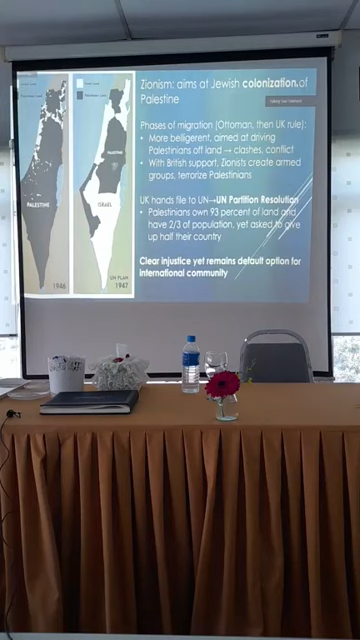 Zionism: aims at Jewish colonization of
Palestine
Phases of migration (Ottoman, then UK rule):
• More belligerent, aimed at driving
Palestinians off land → clashes, conflict
• With British support, Zionists create armed
groups, terrorize Palestinians
UK hands file to UN→UN Partition Resolution
• Palestinians own 93 percent of land and
have 2/3 of population, yet asked to give
up half their country
Clear injustice yet remains default option for
international community
PALESTINE
1946
PALESTINE
ISRAEL
UN PLAN
1947